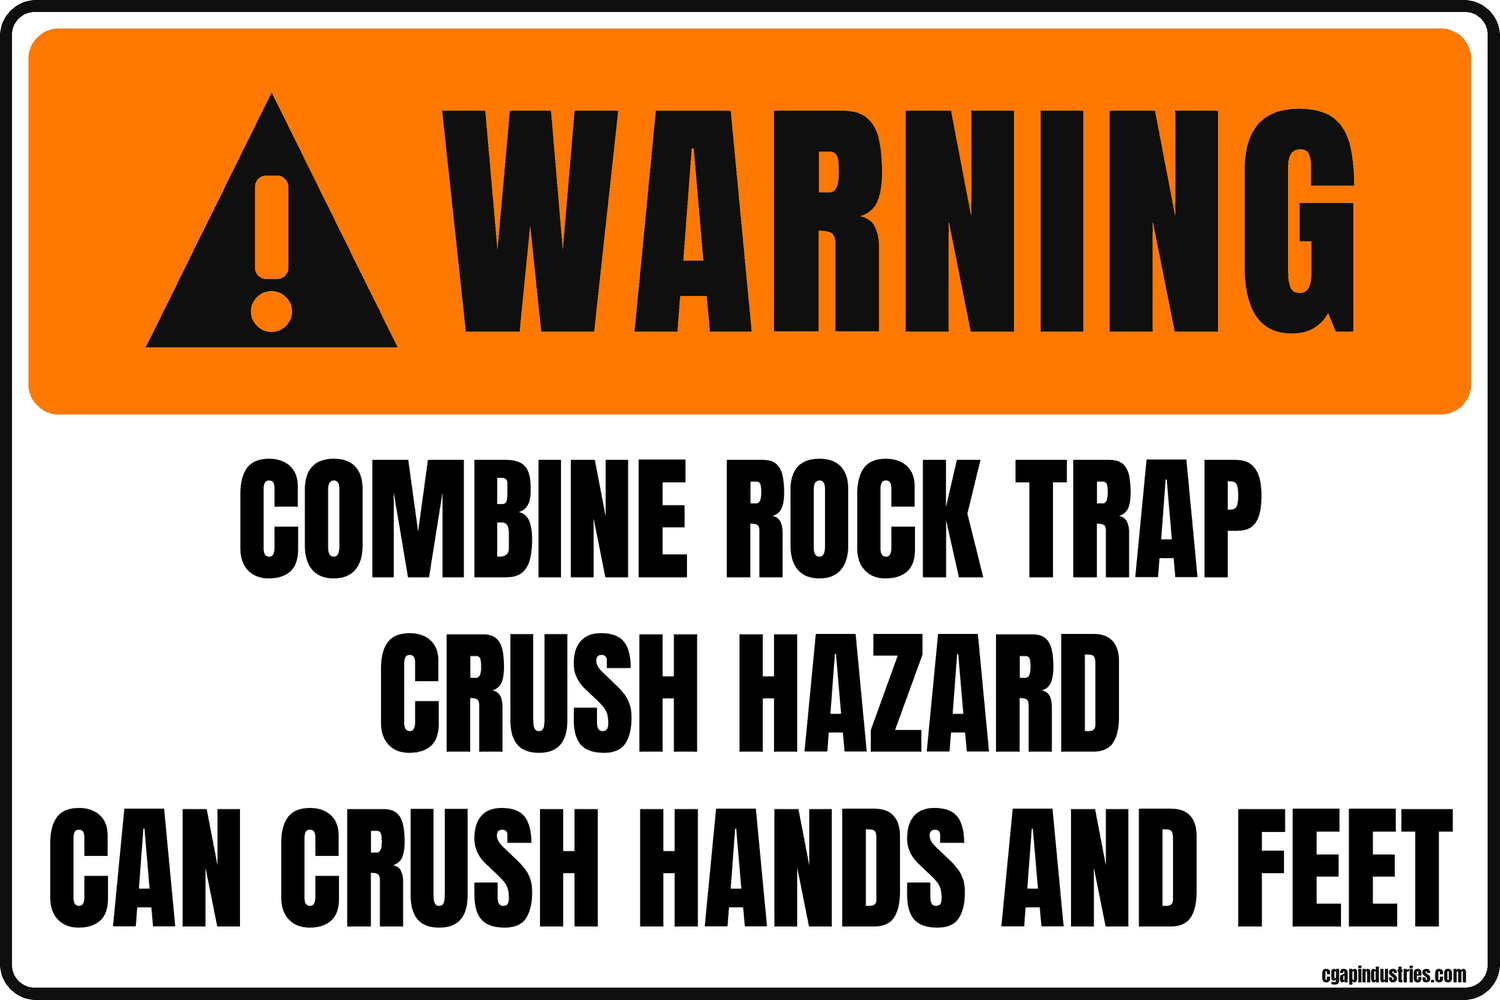 WARNING
COMBINE ROCK TRAP
CRUSH HAZARD
CAN CRUSH HANDS AND FEET
cgapindustries.com